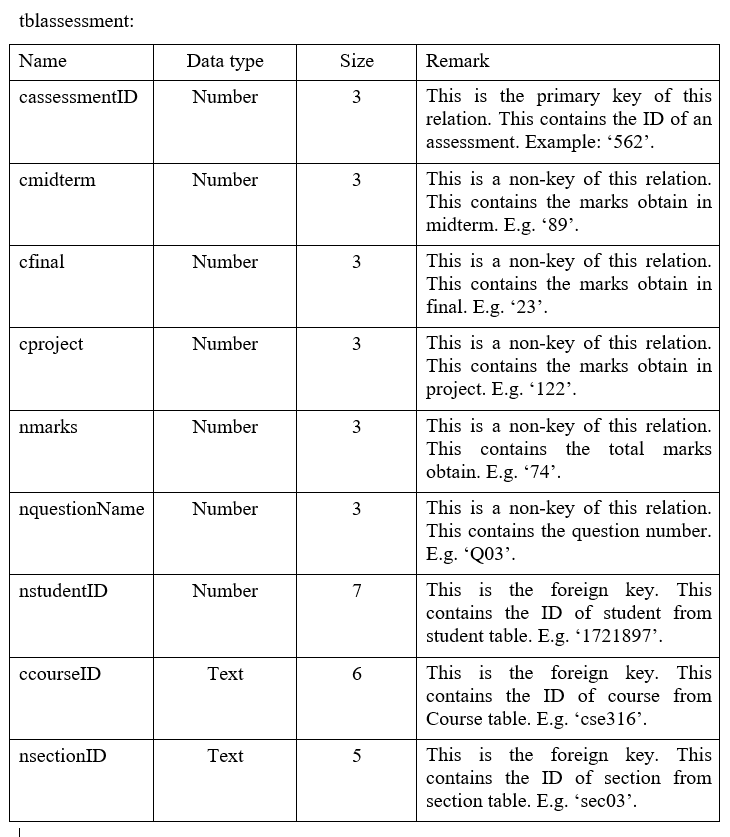 tblassessment:
Name Data type Size Remark
cassessmentID Number 3 This is the primary key of this
relation. This contains the ID of an
assessment. Example: ‘562’.
cmidterm Number 3 This is a non-key of this relation.
This contains the marks obtain in
midterm. E.g. ‘89’.
cfinal Number 3 This is a non-key of this relation.
This contains the marks obtain in
final. E.g. ‘23’.
cproject Number 3 This is a non-key of this relation.
This contains the marks obtain in
project. E.g. ‘122’.
nmarks Number 3 This is a non-key of this relation.
This contains the total marks
obtain. E.g. ‘74’.
nquestionName Number 3 This is a non-key of this relation.
This contains the question number.
E.g. ‘Q03’.
nstudentID Number 7 This is the foreign key. This
contains the ID of student from
student table. E.g. ‘1721897’.
ccourseID Text 6 This is the foreign key. This
contains the ID of course from
Course table. E.g. ‘cse316’.
nsectionID Text 5 This is the foreign key. This
contains the ID of section from
section table. E.g. ‘sec03’.